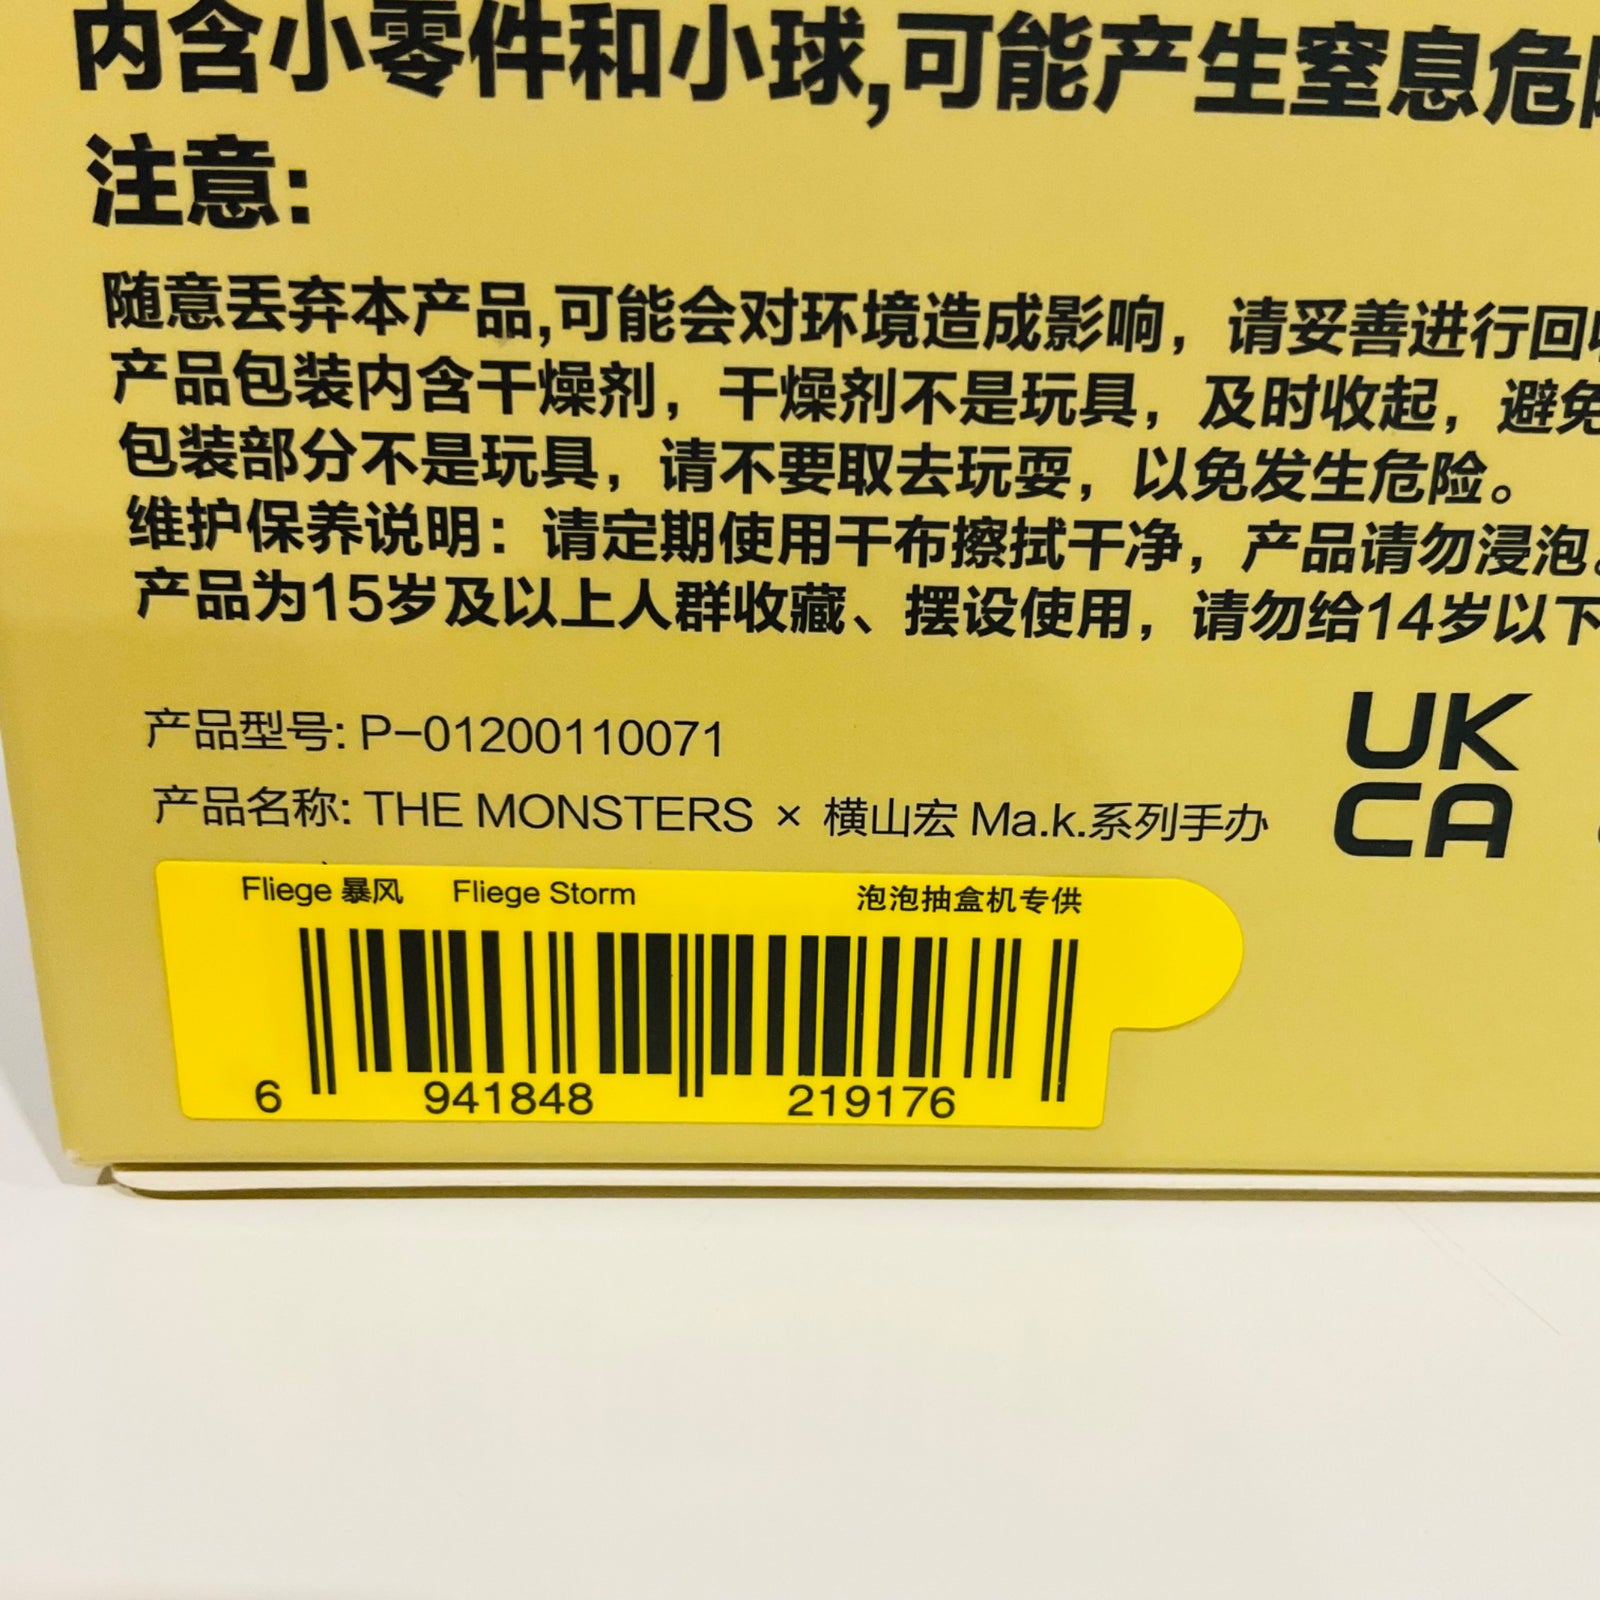 内含小零件和小球,可能产生窒息危
注意:
随意丢弃本产品,可能会对环境造成影响，请妥善进行回
产品包装内含干燥剂，干燥剂不是玩具，及时收起，避免
包装部分不是玩具，请不要取去玩耍，以免发生危险。
维护保养说明：请定期使用干布擦拭干净，产品请勿浸泡。
产品为15岁及以上人群收藏、摆设使用，请勿给14岁以下
产品型号: P-01200110071
产品名称: THE MONSTERS × 横山宏 Ma.k.系列手办
UK
CA
Fliege 暴风 Fliege Storm 泡泡抽盒机专供
6 941848 219176